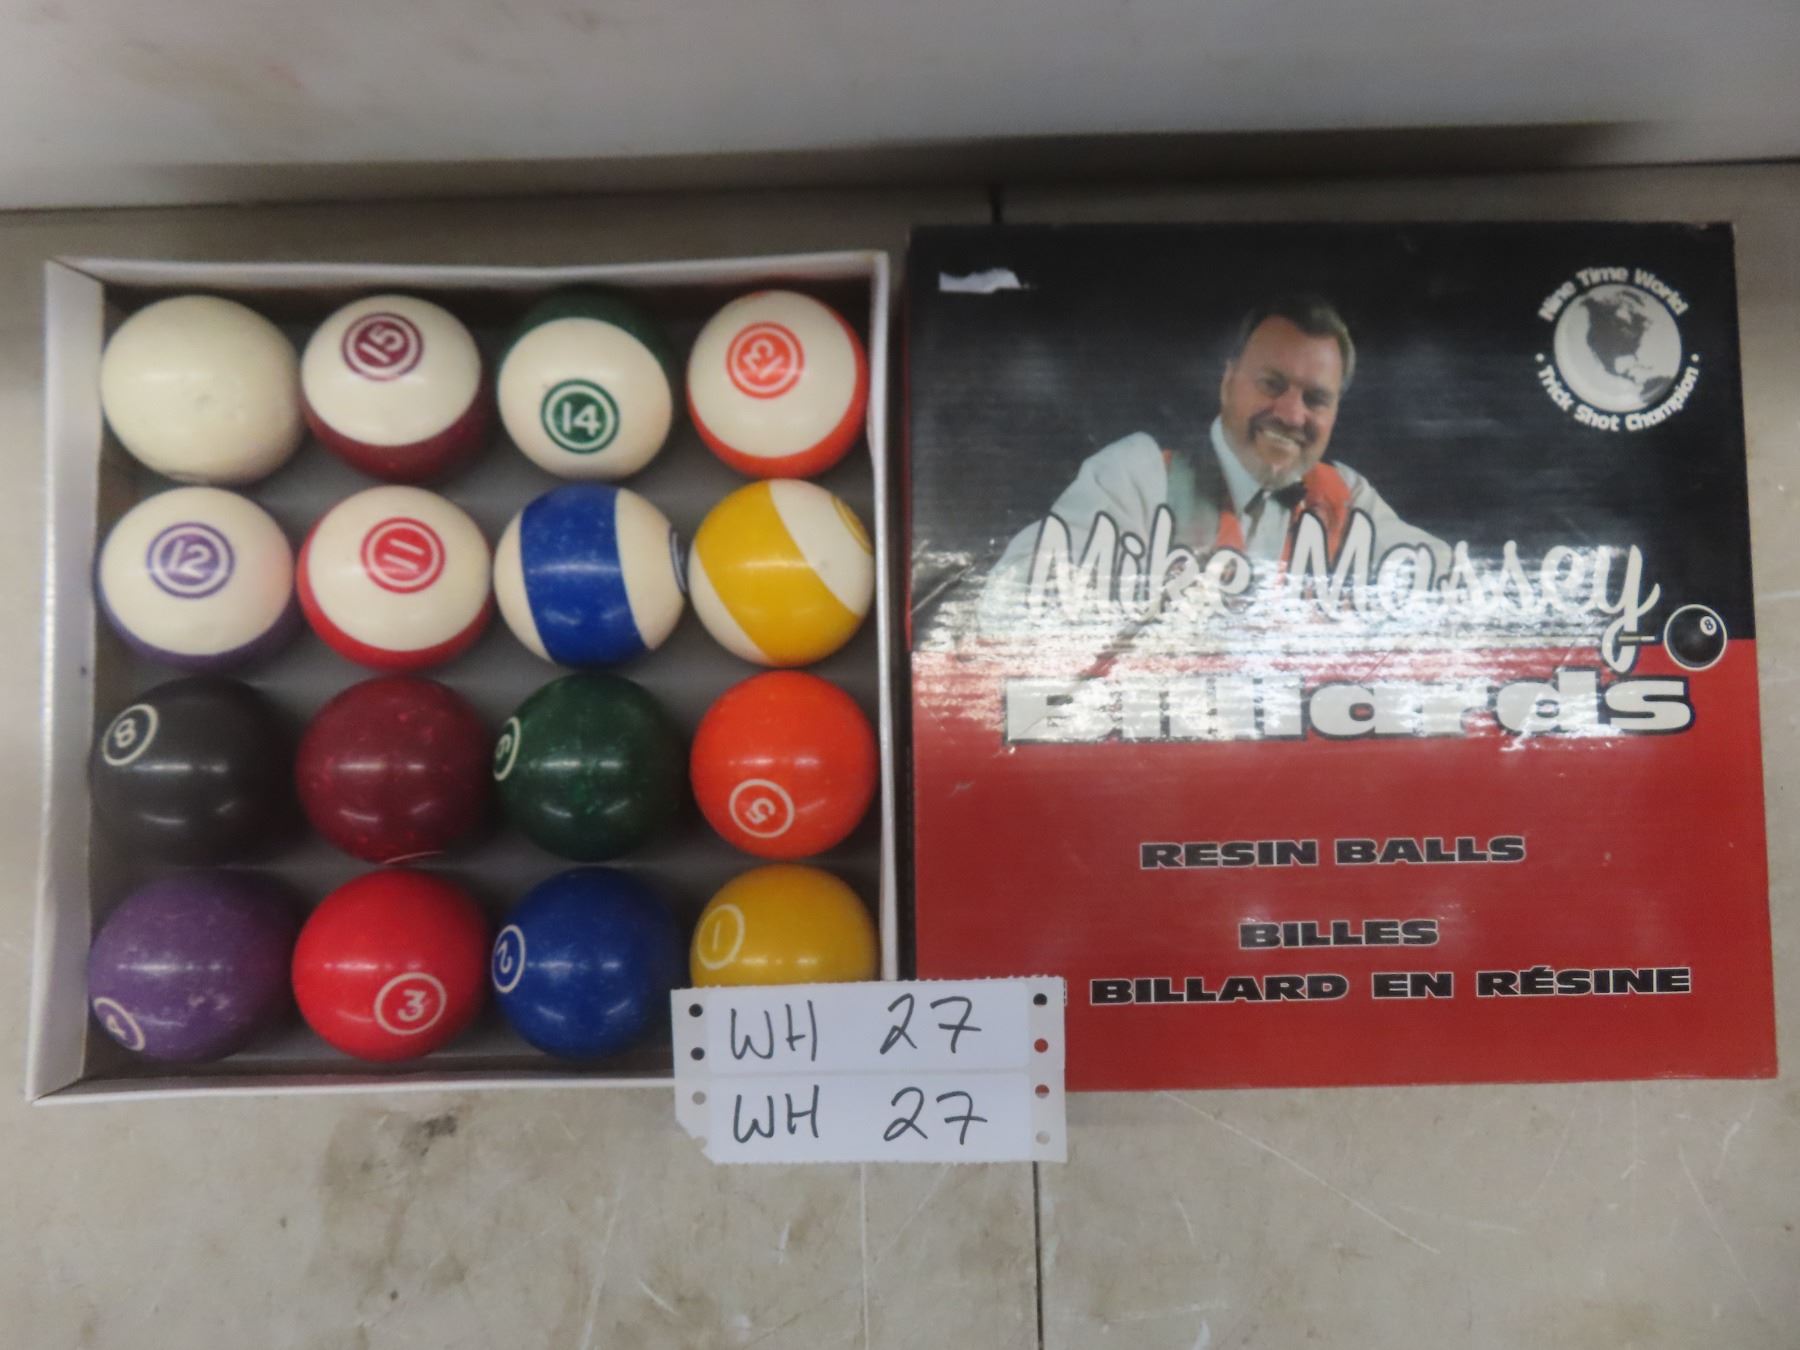 15
14
13
12
11
8
6
5
4
3
2
1
Nine Time World
• Trick Shot Champion •
Mike Massey
8
Billiards
RESIN BALLS
BILLES
BILLARD EN RÉSINE
WH 27
WH 27